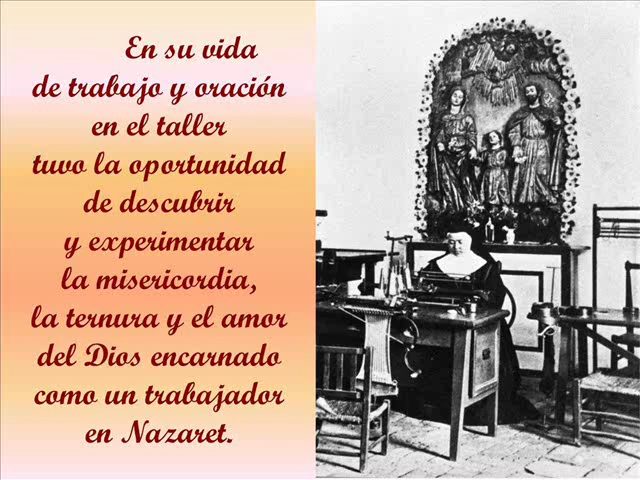 En su vida
de trabajo y oración
en el taller
tuvo la oportunidad
de descubrir
y experimentar
la misericordia,
la ternura y el amor
del Dios encarnado
como un trabajador
en Nazaret.